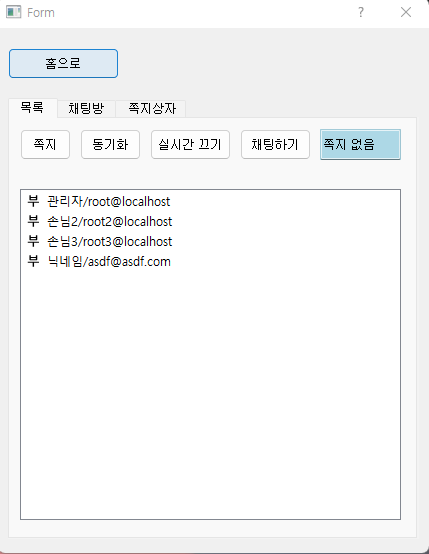 Form
홈으로
목록 채팅방 쪽지상자
쪽지 동기화 실시간 끄기 채팅하기 쪽지 없음
부 관리자/root@localhost
부 손님2/root2@localhost
부 손님3/root3@localhost
부 닉네임/asdf@asdf.com